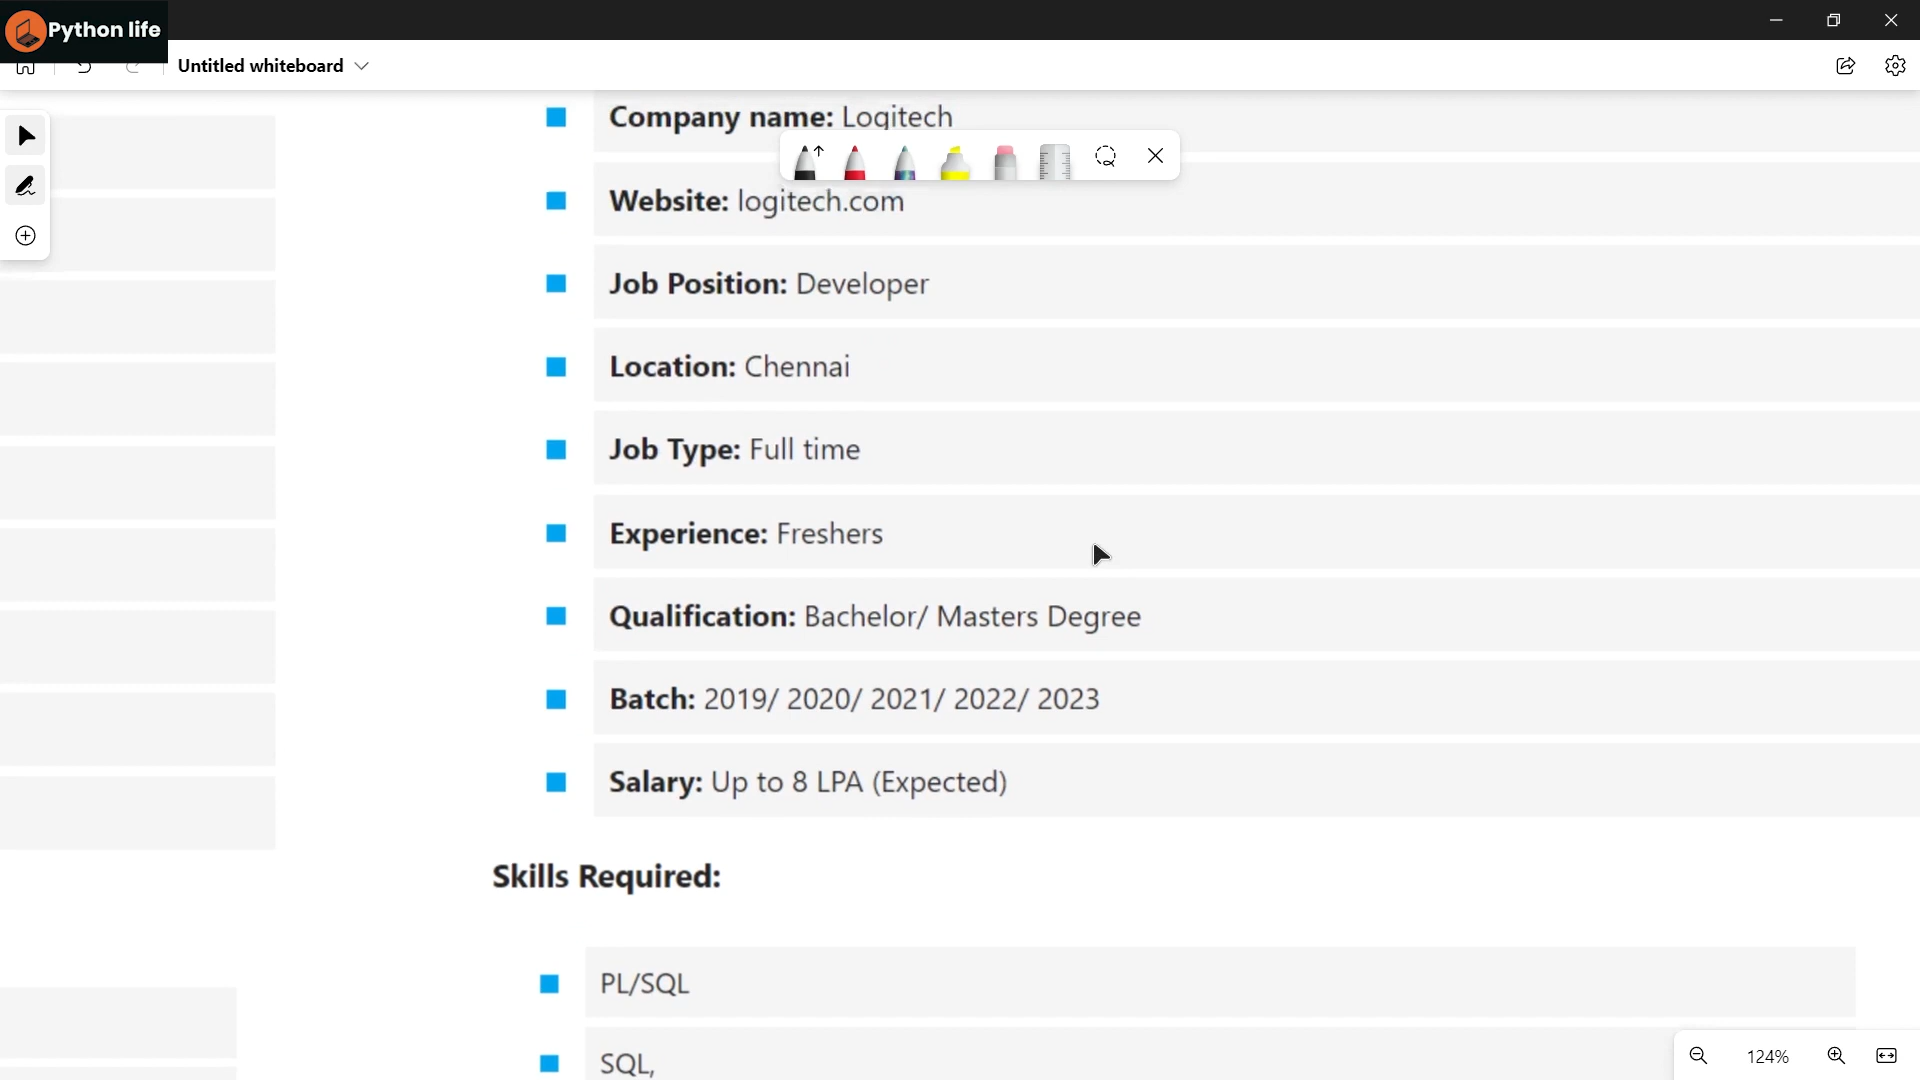 Python life
Untitled whiteboard
Company name: Logitech
Website: logitech.com
Job Position: Developer
Location: Chennai
Job Type: Full time
Experience: Freshers
Qualification: Bachelor/ Masters Degree
Batch: 2019/ 2020/ 2021/ 2022/ 2023
Salary: Up to 8 LPA (Expected)
Skills Required:
PL/SQL
SQL,
124%